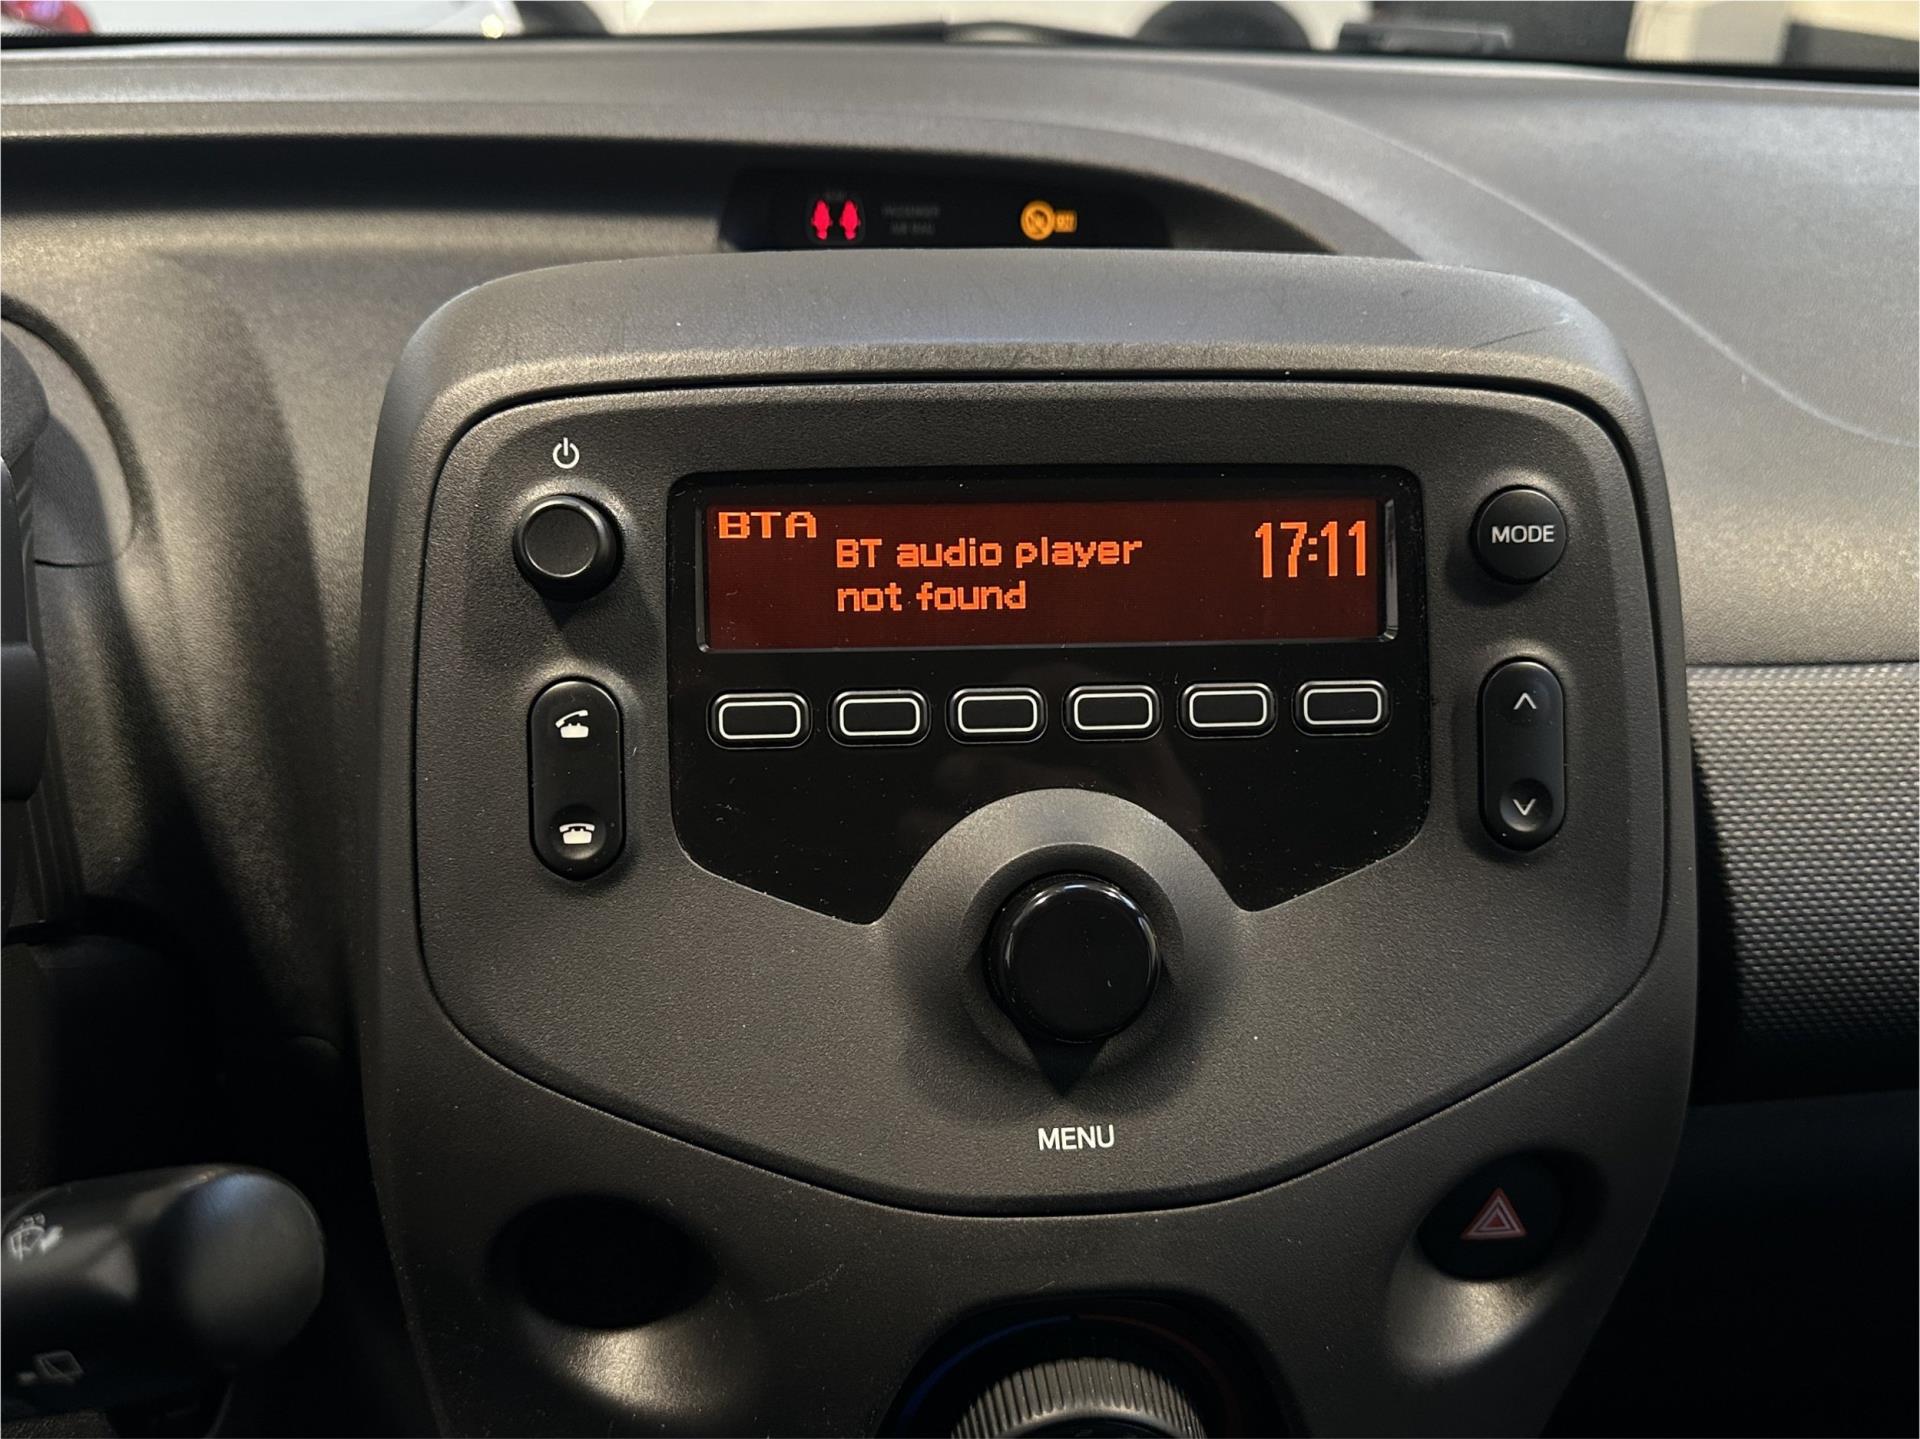 BTA
BT audio player
not found
17:11
MODE
MENU